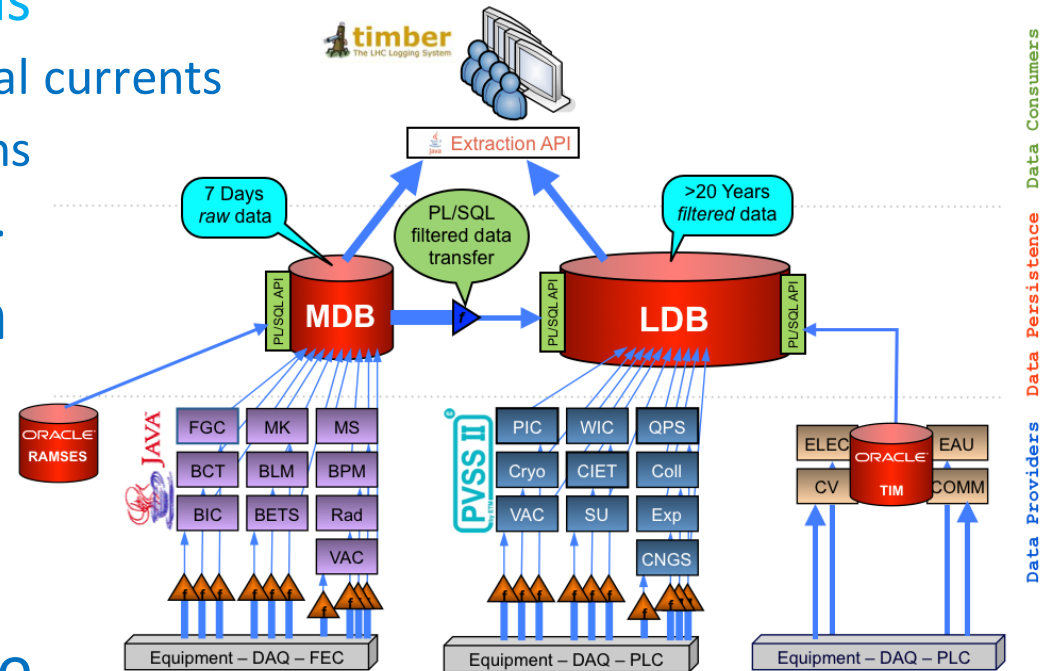 al currents
timber
The LHC Logging System
Java
Extraction API
7 Days
raw data
PL/SQL
filtered data
transfer
>20 Years
filtered data
PL/SQL API
MDB
f
PL/SQL API
LDB
PL/SQL API
ORACLE
RAMSES
JAVA
FGC MK MS
BCT BLM BPM
BIC BETS Rad
VAC
f f f f f f f f f f
Equipment – DAQ – FEC
PVSS II
PIC WIC QPS
Cryo CIET Coll
VAC SU Exp
CNGS
f f f f f f f f f f
Equipment – DAQ – PLC
ELEC EAU
CV COMM
ORACLE
TIM
Equipment – DAQ – PLC
Data Consumers
Data Persistence
Data Providers